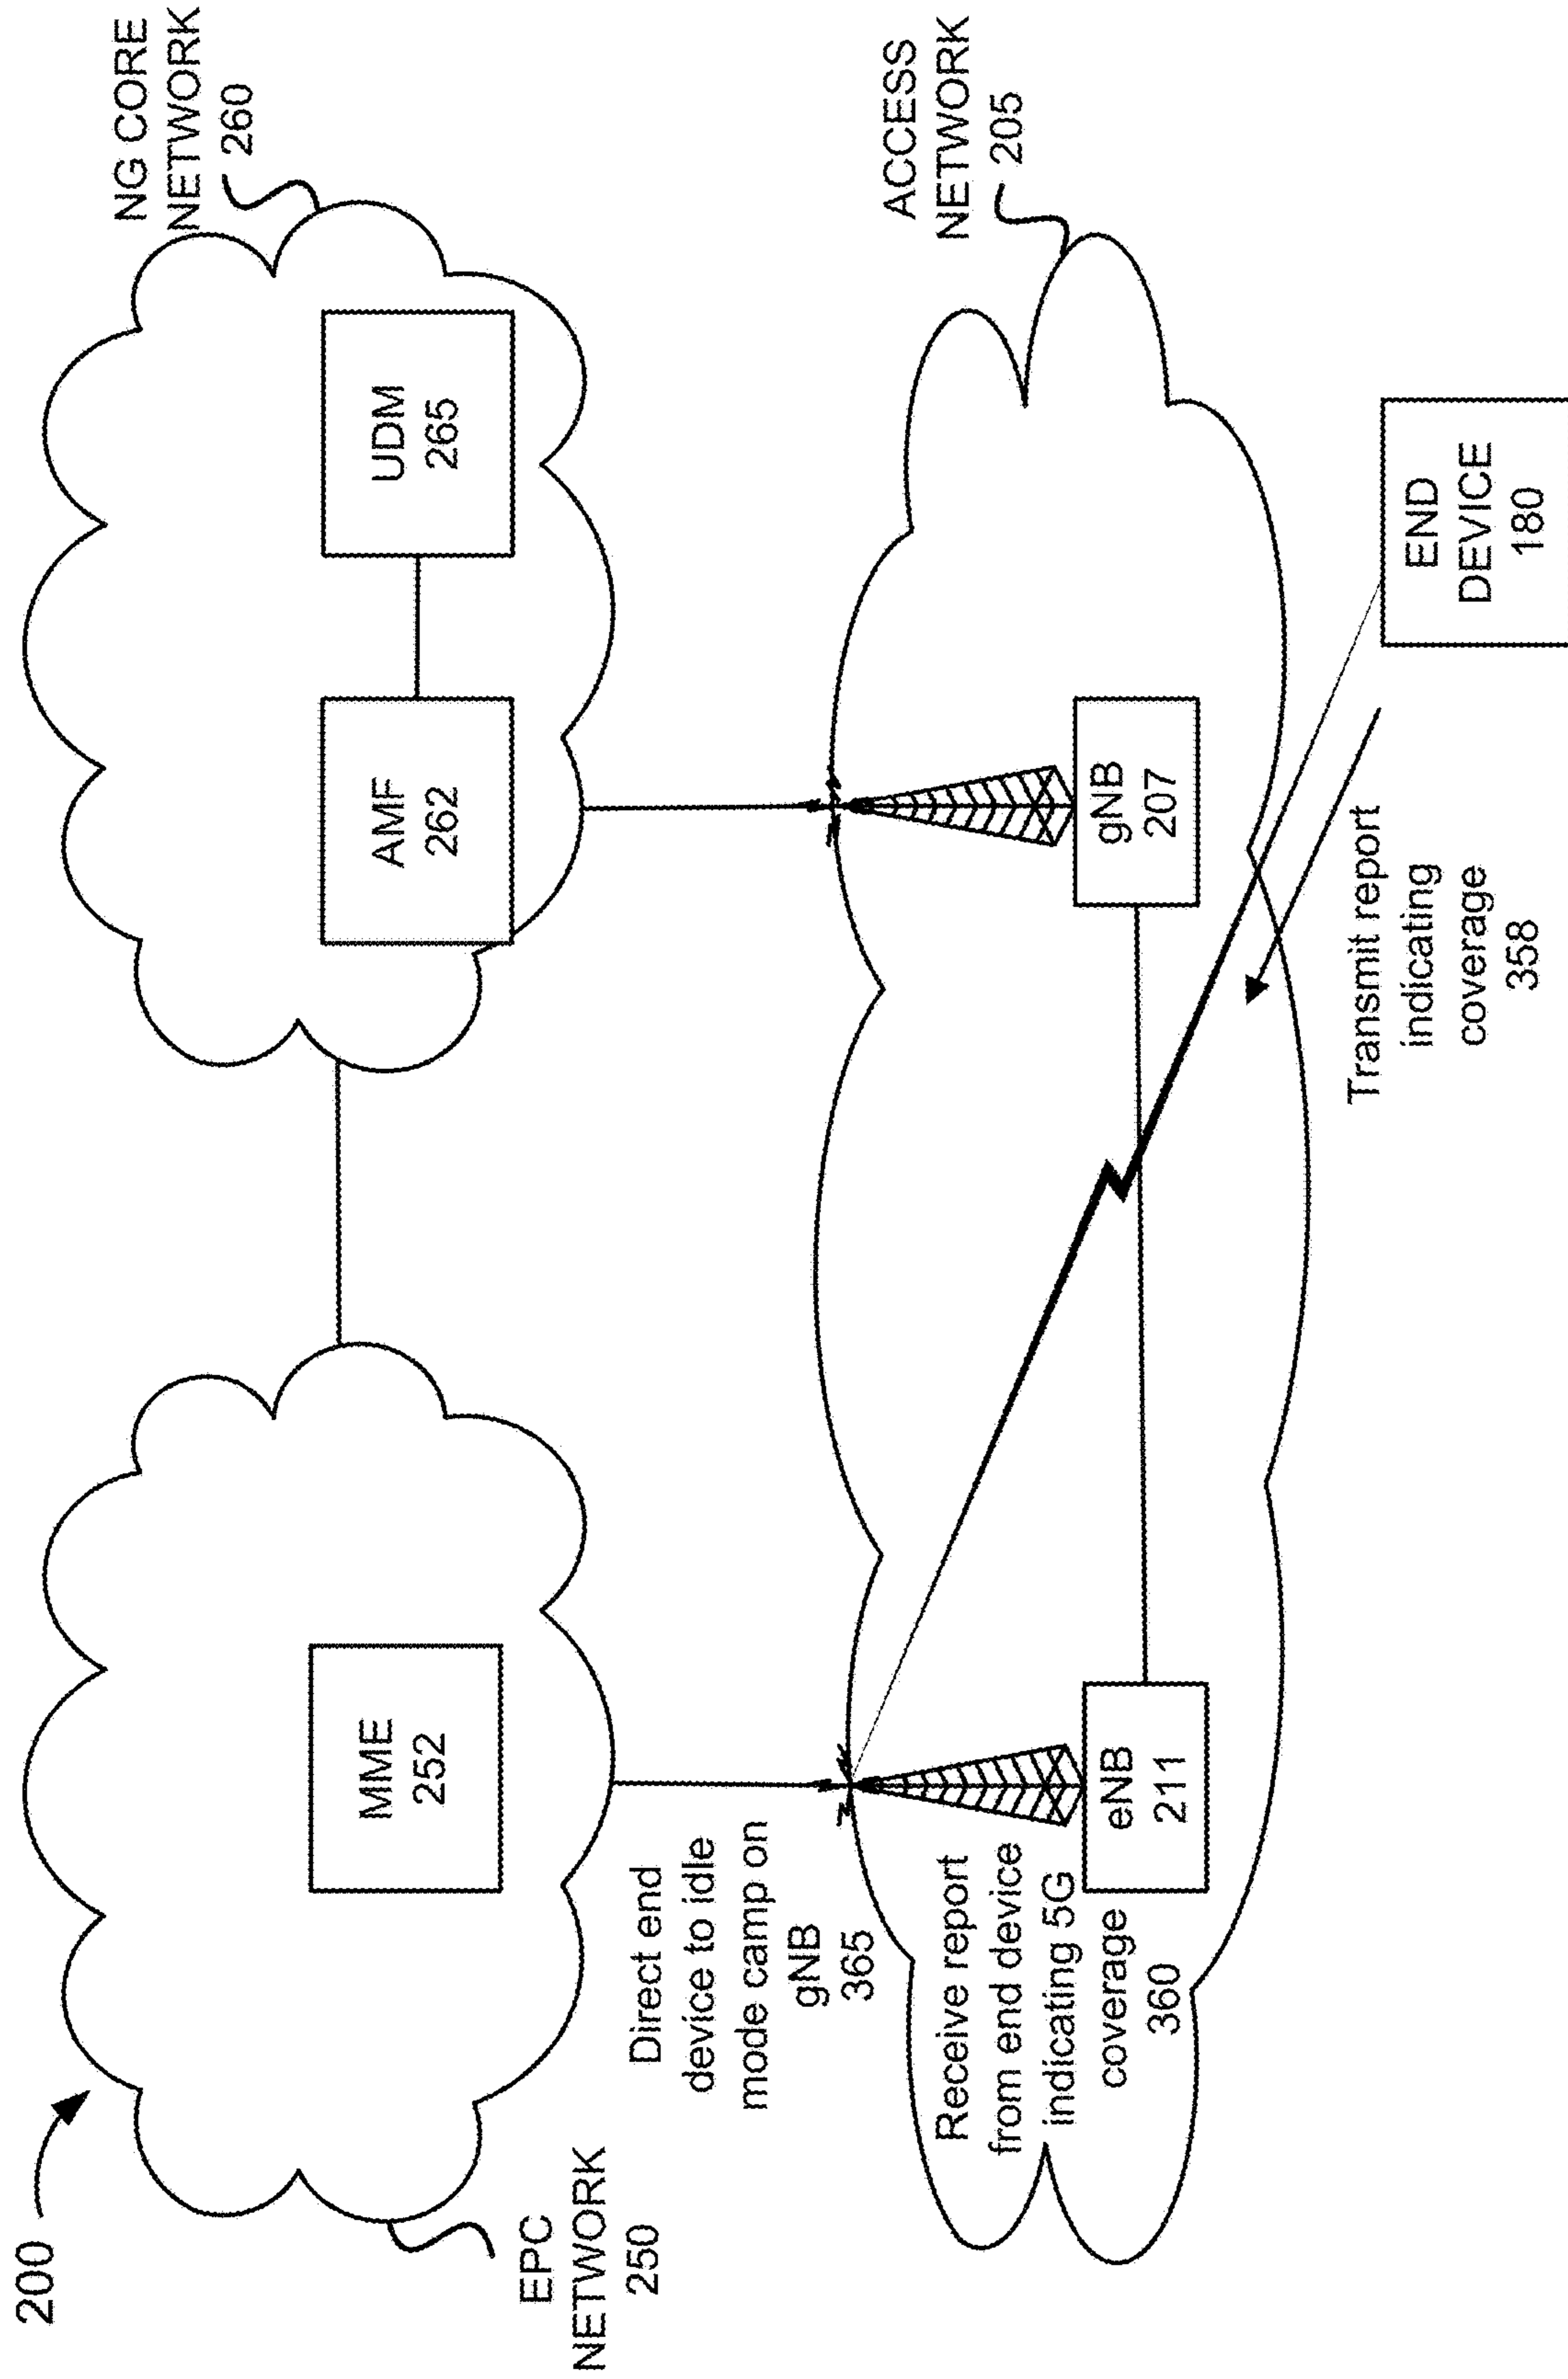 200
EPC
NETWORK
250
MME
252
NG CORE
NETWORK
260
AMF
262
UDM
265
Direct end
device to idle
mode camp on
gNB
365
ACCESS
NETWORK
205
Receive report
from end device
indicating 5G
coverage
360
eNB
211
gNB
207
Transmit report
indicating
coverage
358
END
DEVICE
180